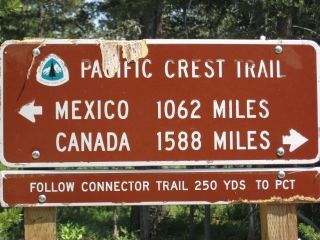 PACIFIC CREST TRAIL
MEXICO 1062 MILES
CANADA 1588 MILES
FOLLOW CONNECTOR TRAIL 250 YDS TO PCT